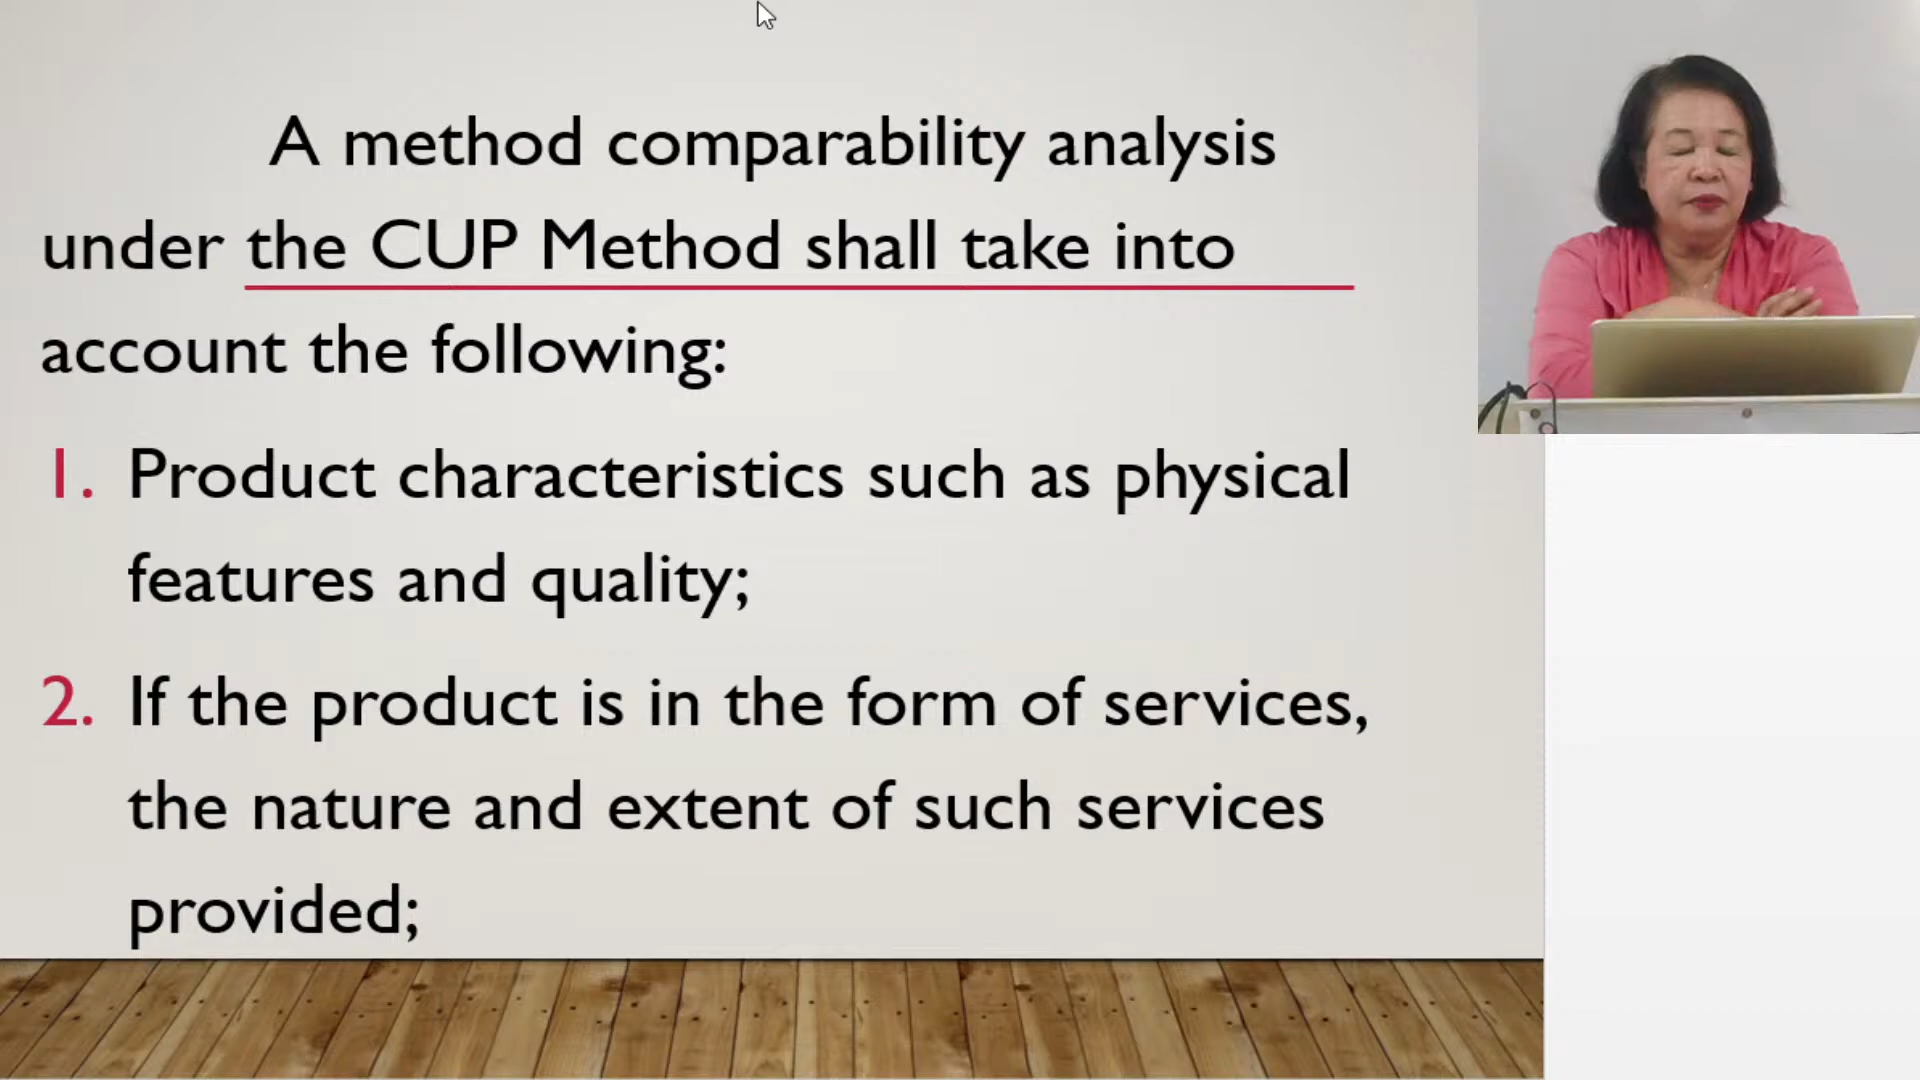 A method comparability analysis
under the CUP Method shall take into
account the following:
1. Product characteristics such as physical
features and quality;
2. If the product is in the form of services,
the nature and extent of such services
provided;